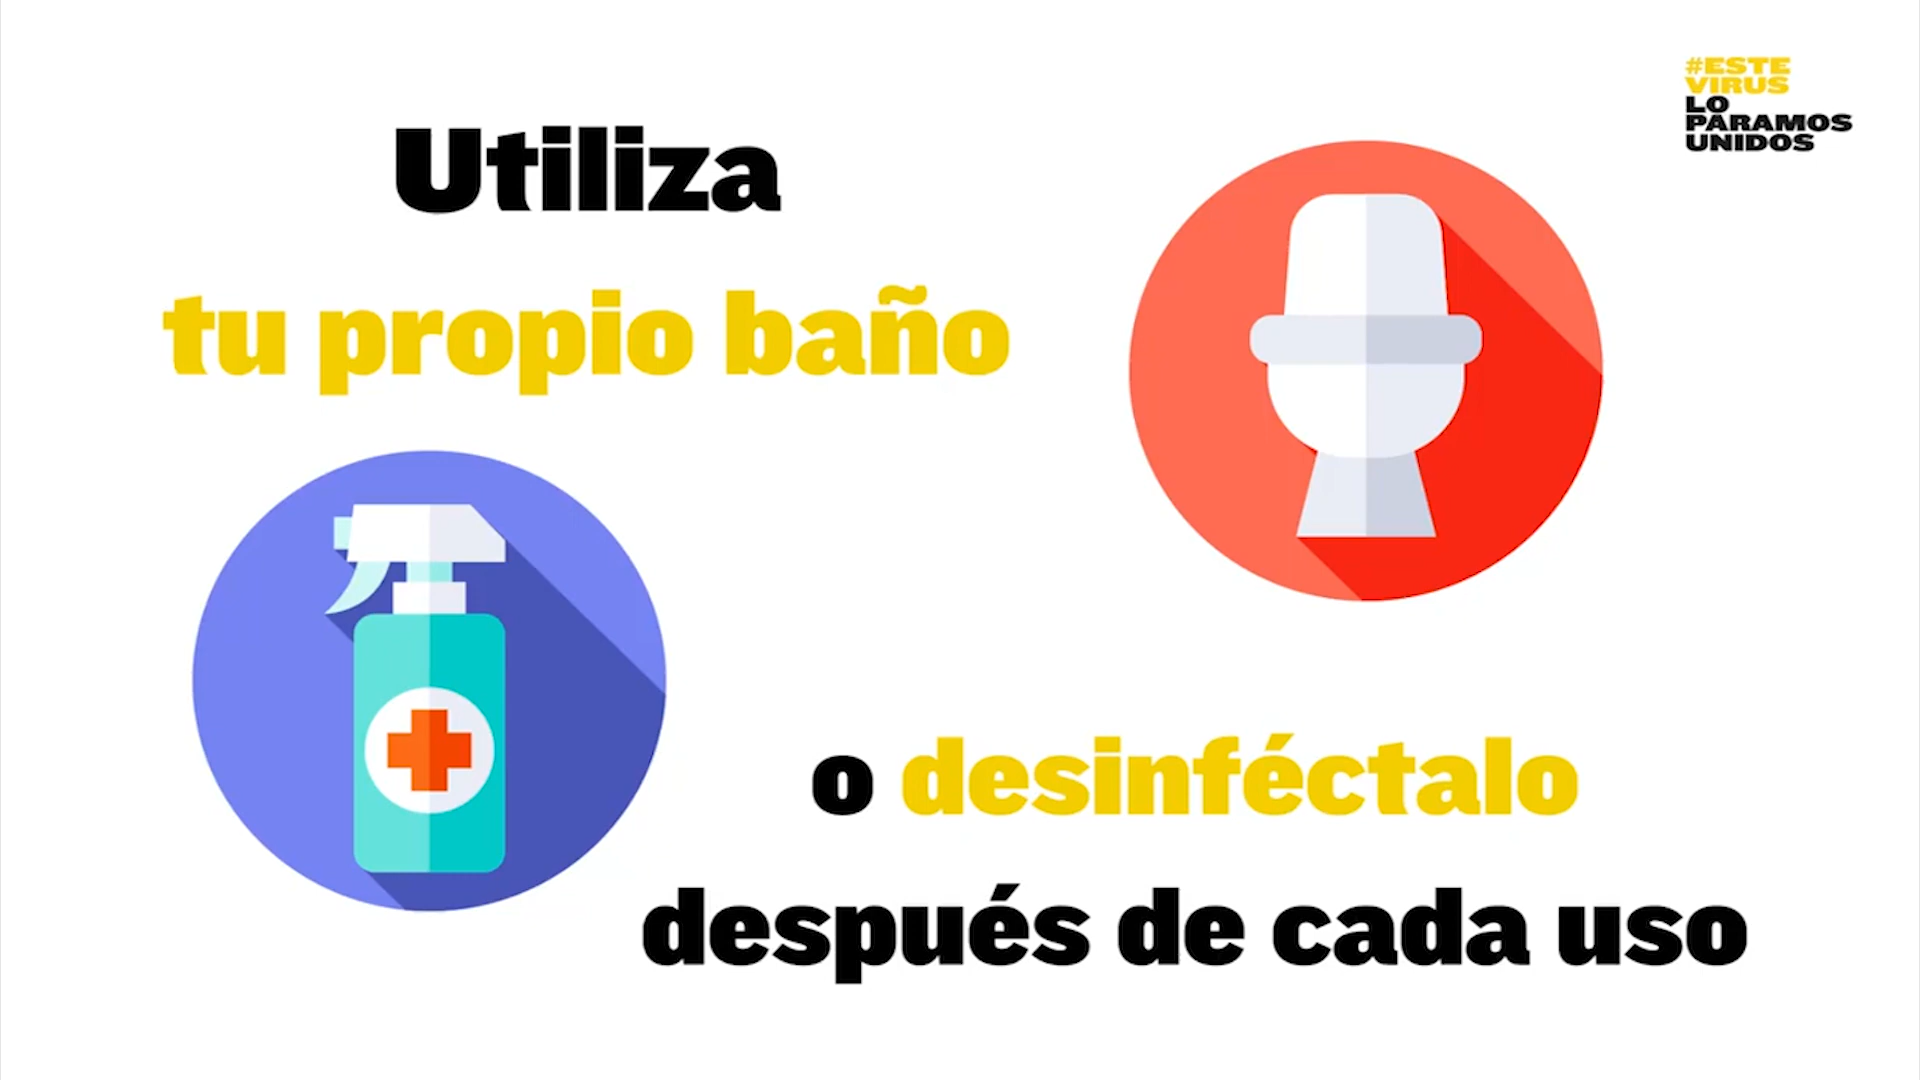 #ESTE
VIRUS
LO
PARAMOS
UNIDOS
Utiliza
tu propio baño
o desinféctalo
después de cada uso